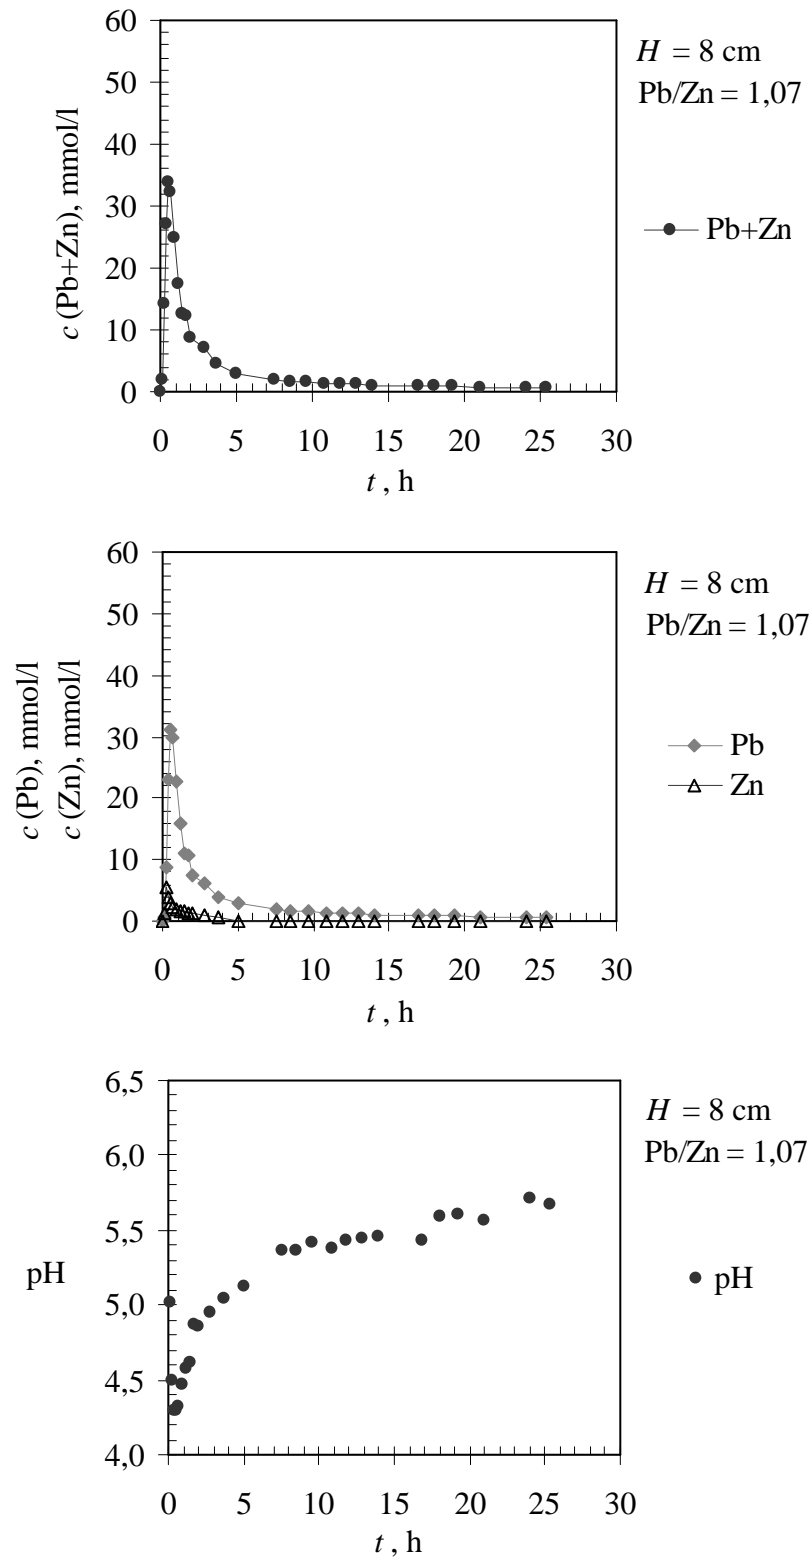 60
50
40
30
20
10
0
c (Pb+Zn), mmol/l
0 5 10 15 20 25 30
t , h
H = 8 cm
Pb/Zn = 1,07
Pb+Zn
60
50
40
30
20
10
0
c (Pb), mmol/l
c (Zn), mmol/l
0 5 10 15 20 25 30
t , h
H = 8 cm
Pb/Zn = 1,07
Pb
Zn
6,5
6,0
5,5
5,0
4,5
4,0
pH
0 5 10 15 20 25 30
t , h
H = 8 cm
Pb/Zn = 1,07
pH